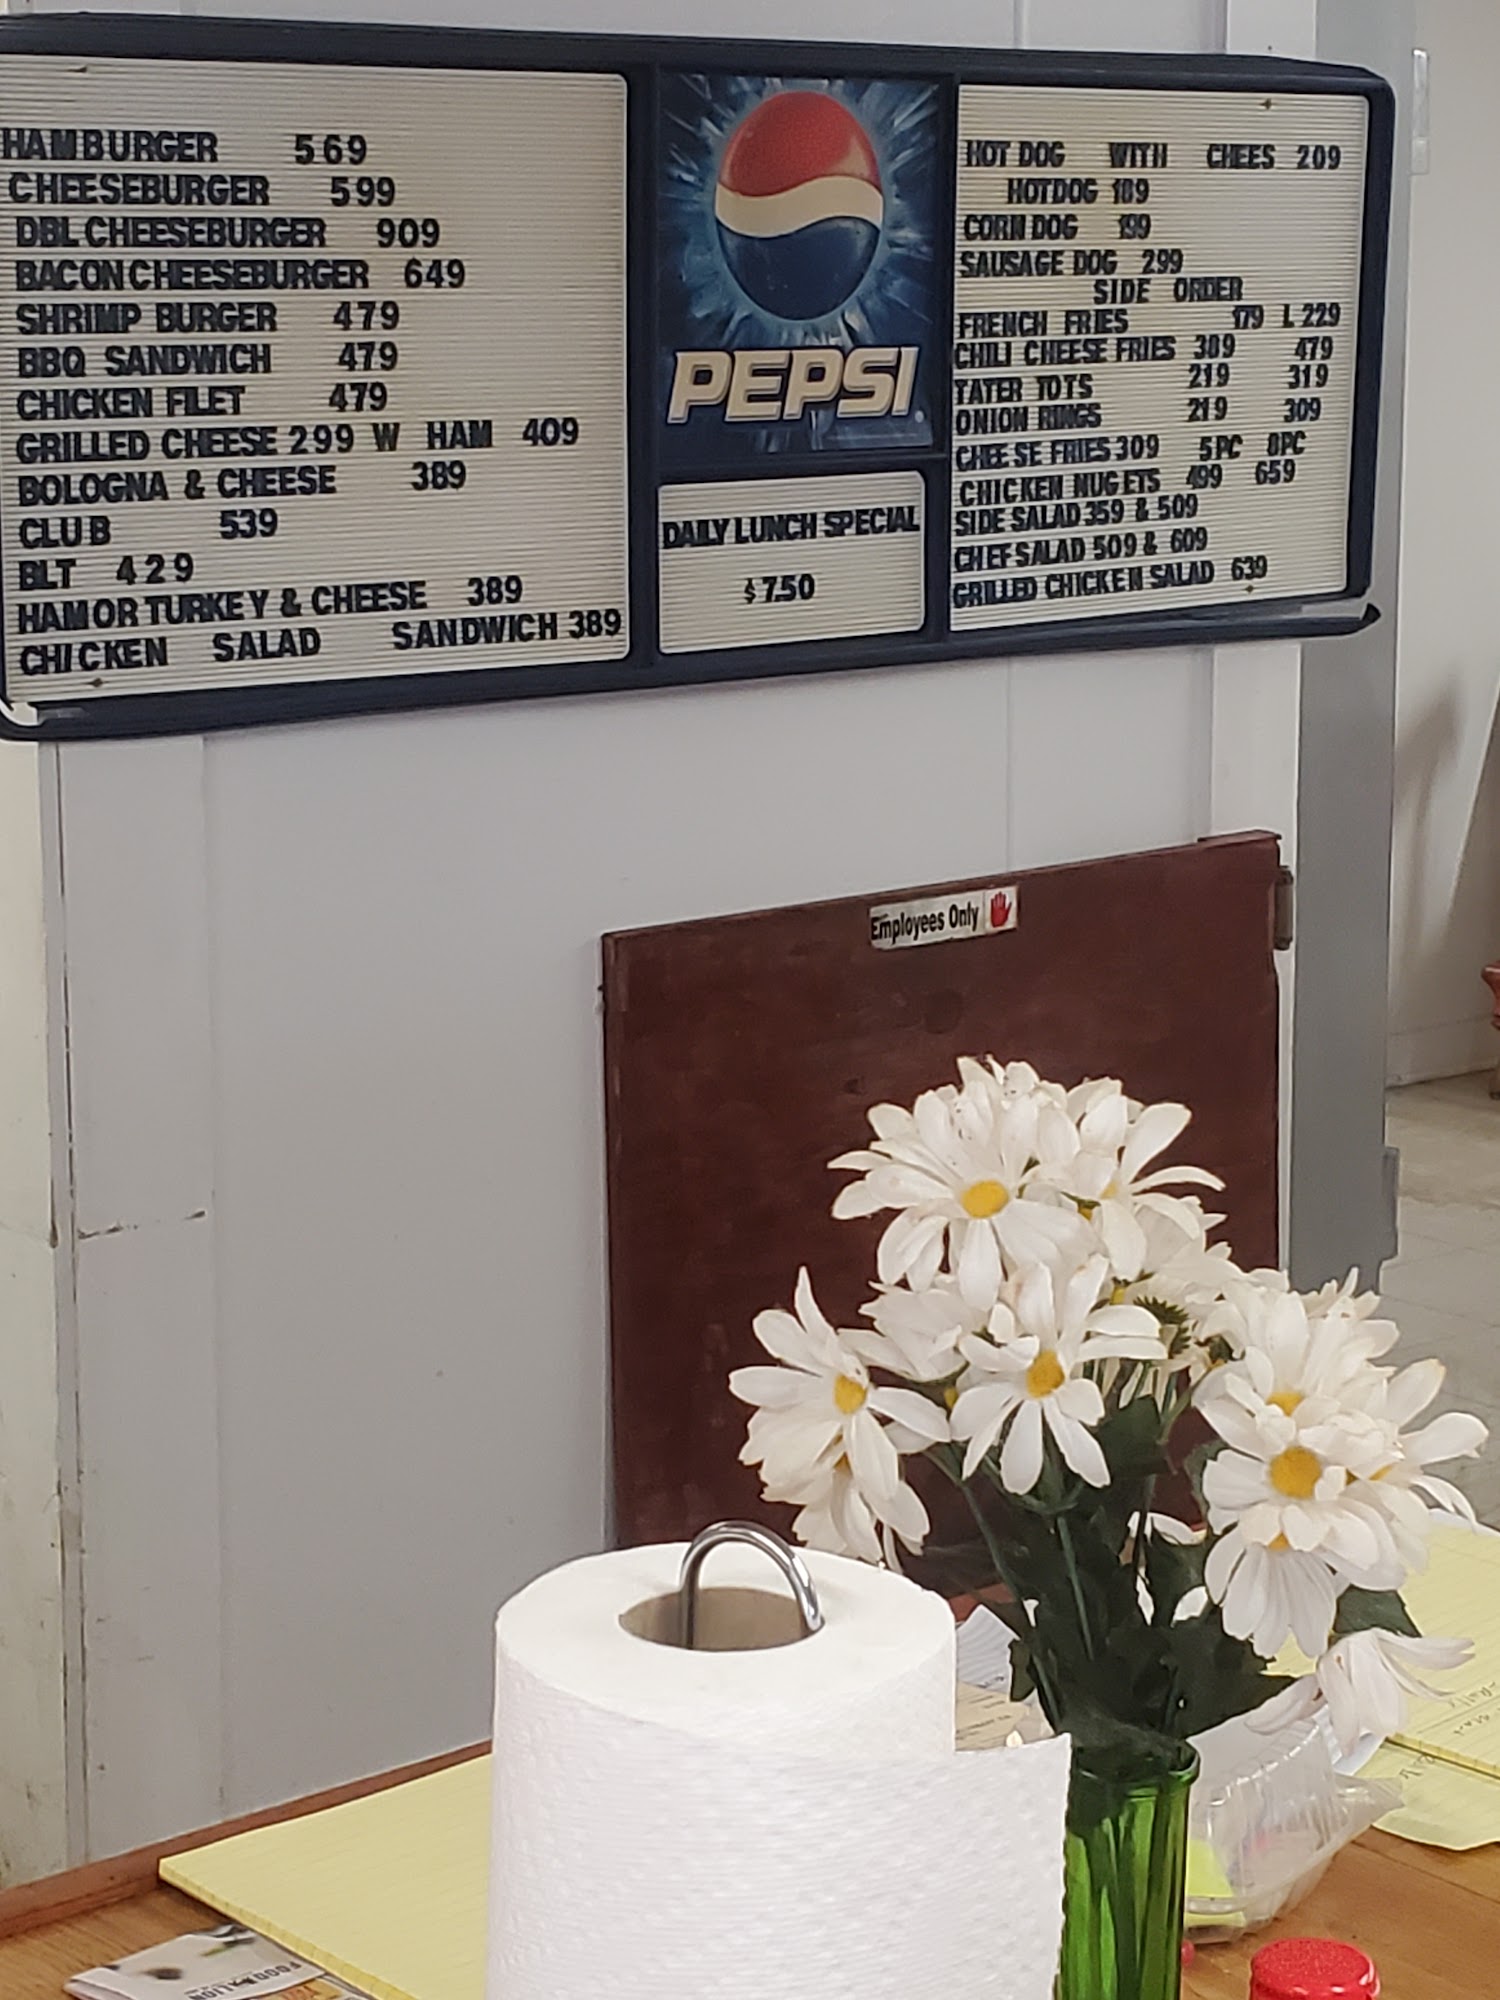 HAMBURGER 569
CHEESEBURGER 599
DBL CHEESEBURGER 909
BACON CHEESEBURGER 649
SHRIMP BURGER 479
BBQ SANDWICH 479
CHICKEN FILET 479
GRILLED CHEESE 299 W HAM 409
BOLOGNA & CHEESE 389
CLUB 539
BLT 429
HAM OR TURKEY & CHEESE 389
CHICKEN SALAD SANDWICH 389
PEPSI
DAILY LUNCH SPECIAL
$7.50
HOT DOG WITH CHEES 209
HOTDOG 189
CORN DOG 199
SAUSAGE DOG 299
SIDE ORDER
FRENCH FRIES 179 L 229
CHILI CHEESE FRIES 389 479
TATER TOTS 219 319
ONION RINGS 219 309
CHEESE FRIES 309 5PC 8PC
CHICKEN NUGETS 499 659
SIDE SALAD 359 & 509
CHEF SALAD 509 & 609
GRILLED CHICKEN SALAD 639
Employees Only
FOOD LION